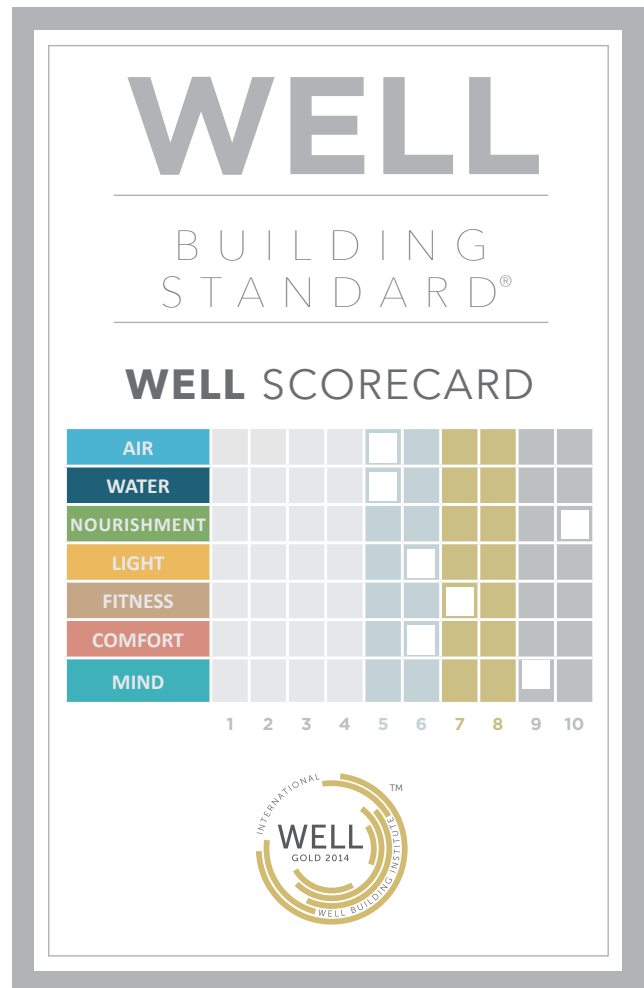 WELL
BUILDING
STANDARD®
WELL SCORECARD
AIR
WATER
NOURISHMENT
LIGHT
FITNESS
COMFORT
MIND
1 2 3 4 5 6 7 8 9 10
INTERNATIONAL
TM
WELL
GOLD 2014
WELL BUILDING INSTITUTE